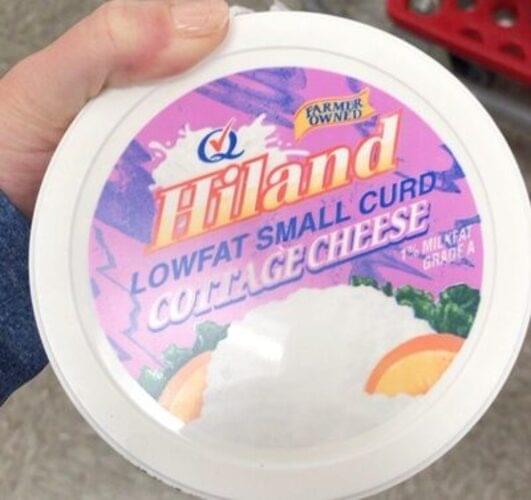 FARMER
OWNED
Q
Hiland
LOWFAT SMALL CURD
COTTAGE CHEESE
1% MILKFAT
GRADE A